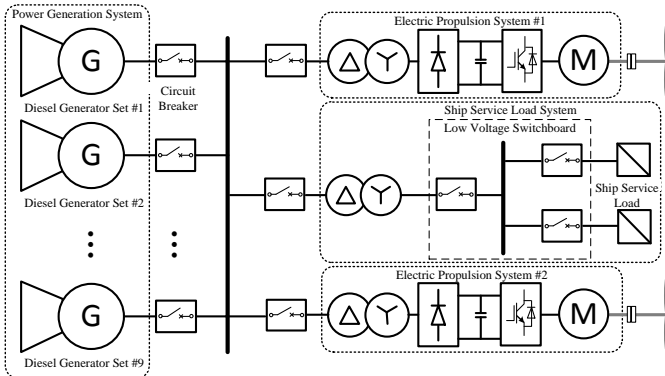 Power Generation System
G
Diesel Generator Set #1
Circuit
Breaker
G
Diesel Generator Set #2
G
Diesel Generator Set #9
Electric Propulsion System #1
M
Ship Service Load System
Low Voltage Switchboard
Ship Service
Load
Electric Propulsion System #2
M